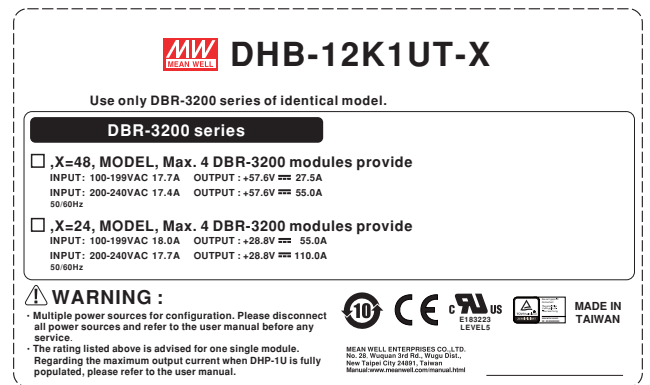 MW
MEAN WELL
DHB-12K1UT-X
Use only DBR-3200 series of identical model.
DBR-3200 series
☐ ,X=48, MODEL, Max. 4 DBR-3200 modules provide
INPUT: 100-199VAC 17.7A OUTPUT : +57.6V ⎓ 27.5A
INPUT: 200-240VAC 17.4A OUTPUT : +57.6V ⎓ 55.0A
50/60Hz
☐ ,X=24, MODEL, Max. 4 DBR-3200 modules provide
INPUT: 100-199VAC 18.0A OUTPUT : +28.8V ⎓ 55.0A
INPUT: 200-240VAC 17.7A OUTPUT : +28.8V ⎓ 110.0A
50/60Hz
⚠ WARNING :
· Multiple power sources for configuration. Please disconnect
all power sources and refer to the user manual before any
service.
· The rating listed above is advised for one single module.
Regarding the maximum output current when DHP-1U is fully
populated, please refer to the user manual.
10
CE
c RU US
E183223
LEVEL5
MADE IN
TAIWAN
MEAN WELL ENTERPRISES CO.,LTD.
No. 28, Wuquan 3rd Rd., Wugu Dist.,
New Taipei City 24891, Taiwan
Manual:www.meanwell.com/manual.html